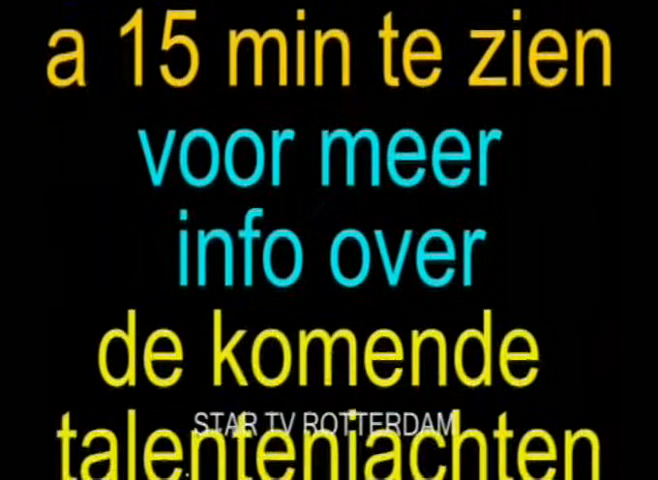 a 15 min te zien
voor meer
info over
de komende
STAR TV ROTTERDAM
talentenjachten